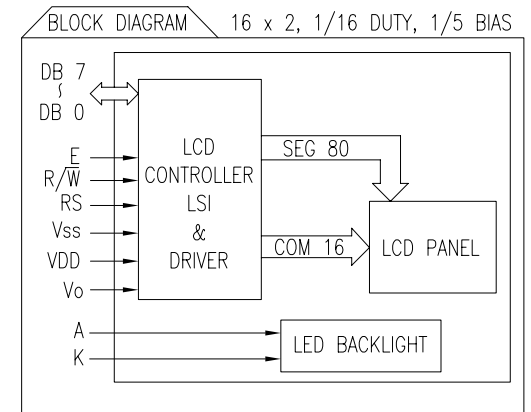 BLOCK DIAGRAM 16 x 2, 1/16 DUTY, 1/5 BIAS
DB 7
~
DB 0
E
R/W̅
RS
Vss
VDD
Vo
A
K
LCD
CONTROLLER
LSI
&
DRIVER
SEG 80
COM 16
LCD PANEL
LED BACKLIGHT